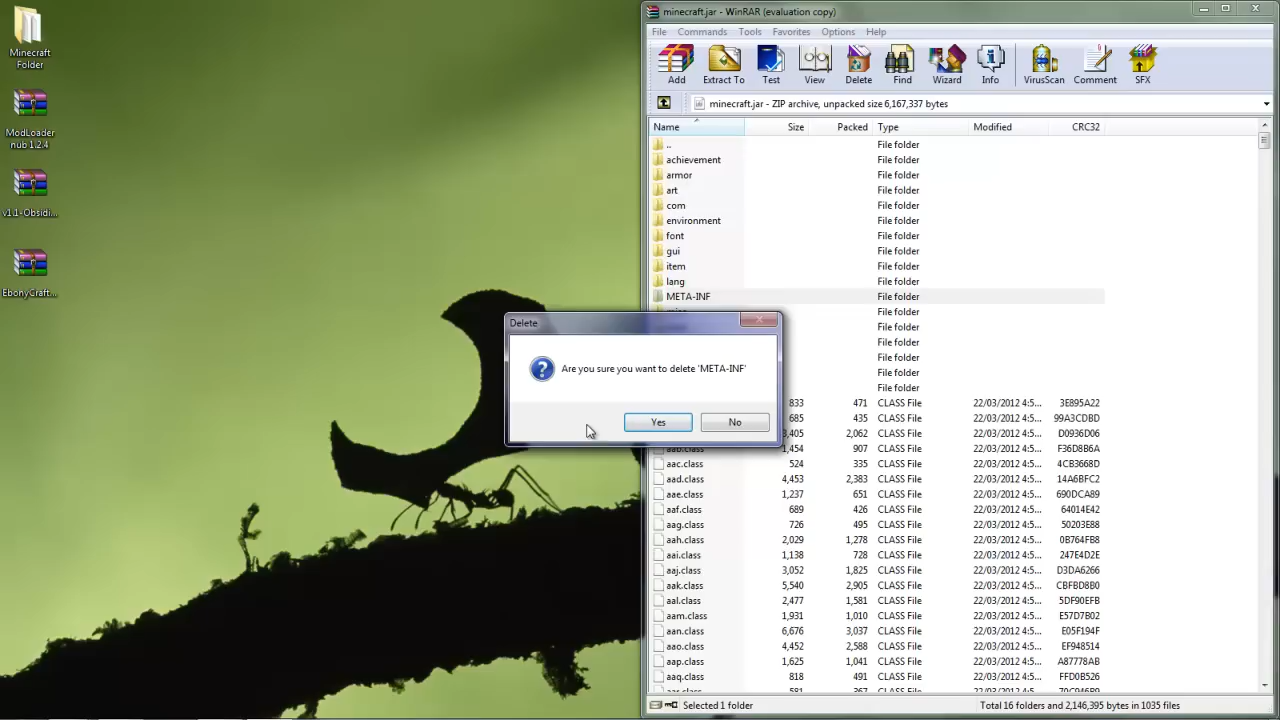 Minecraft
Folder
ModLoader
nub 1.2.4
v1.1-Obsidi...
EbonyCraft...
minecraft.jar - WinRAR (evaluation copy)
File Commands Tools Favorites Options Help
Add Extract To Test View Delete Find Wizard Info VirusScan Comment SFX
minecraft.jar - ZIP archive, unpacked size 6,167,337 bytes
Name Size Packed Type Modified CRC32
.. File folder
achievement File folder
armor File folder
art File folder
com File folder
environment File folder
font File folder
gui File folder
item File folder
lang File folder
META-INF File folder
File folder
File folder
File folder
File folder
File folder
File folder
Delete
Are you sure you want to delete 'META-INF'
Yes No
833 471 CLASS File 22/03/2012 4:5... 3E895A22
685 435 CLASS File 22/03/2012 4:5... 99A3CDBD
3,405 2,062 CLASS File 22/03/2012 4:5... D0936D06
aab.class 1,454 907 CLASS File 22/03/2012 4:5... F36D8B6A
aac.class 524 335 CLASS File 22/03/2012 4:5... 4CB3668D
aad.class 4,453 2,383 CLASS File 22/03/2012 4:5... 14A6BFC2
aae.class 1,237 651 CLASS File 22/03/2012 4:5... 690DCA89
aaf.class 689 426 CLASS File 22/03/2012 4:5... 64014E42
aag.class 726 495 CLASS File 22/03/2012 4:5... 50203E88
aah.class 2,029 1,278 CLASS File 22/03/2012 4:5... 0B764FB8
aai.class 1,138 728 CLASS File 22/03/2012 4:5... 247E4D2E
aaj.class 3,052 1,825 CLASS File 22/03/2012 4:5... D3DA6266
aak.class 5,540 2,905 CLASS File 22/03/2012 4:5... CBFBD8B0
aal.class 2,477 1,581 CLASS File 22/03/2012 4:5... 5DF90EFB
aam.class 1,931 1,010 CLASS File 22/03/2012 4:5... E57D7B02
aan.class 6,676 3,037 CLASS File 22/03/2012 4:5... E05F194F
aao.class 4,452 2,588 CLASS File 22/03/2012 4:5... EF948514
aap.class 1,625 1,041 CLASS File 22/03/2012 4:5... A87778AB
aaq.class 818 491 CLASS File 22/03/2012 4:5... FFD0B526
aar.class 581 367 CLASS File 22/03/2012 4:5...
Selected 1 folder Total 16 folders and 2,146,395 bytes in 1035 files